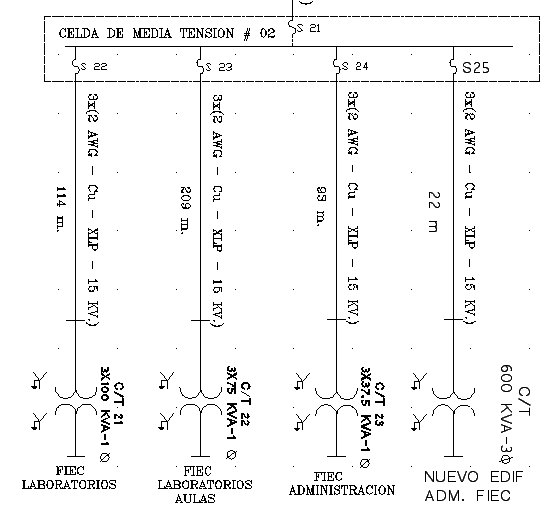 S 21
CELDA DE MEDIA TENSION # 02
S 22
S 23
S 24
S25
3x(2 AWG - Cu - XLP - 15 KV.)
114 m.
3x(2 AWG - Cu - XLP - 15 KV.)
209 m.
3x(2 AWG - Cu - XLP - 15 KV.)
3x(2 AWG - Cu - XLP - 15 KV.)
22 m
C/T 21
3X100 KVA-1 Ø
C/T 22
3X75 KVA-1 Ø
C/T 23
3X37.5 KVA-1 Ø
C/T
600 KVA-3ϕ
FIEC
LABORATORIOS
FIEC
LABORATORIOS
AULAS
FIEC
ADMINISTRACION
NUEVO EDIF
ADM. FIEC